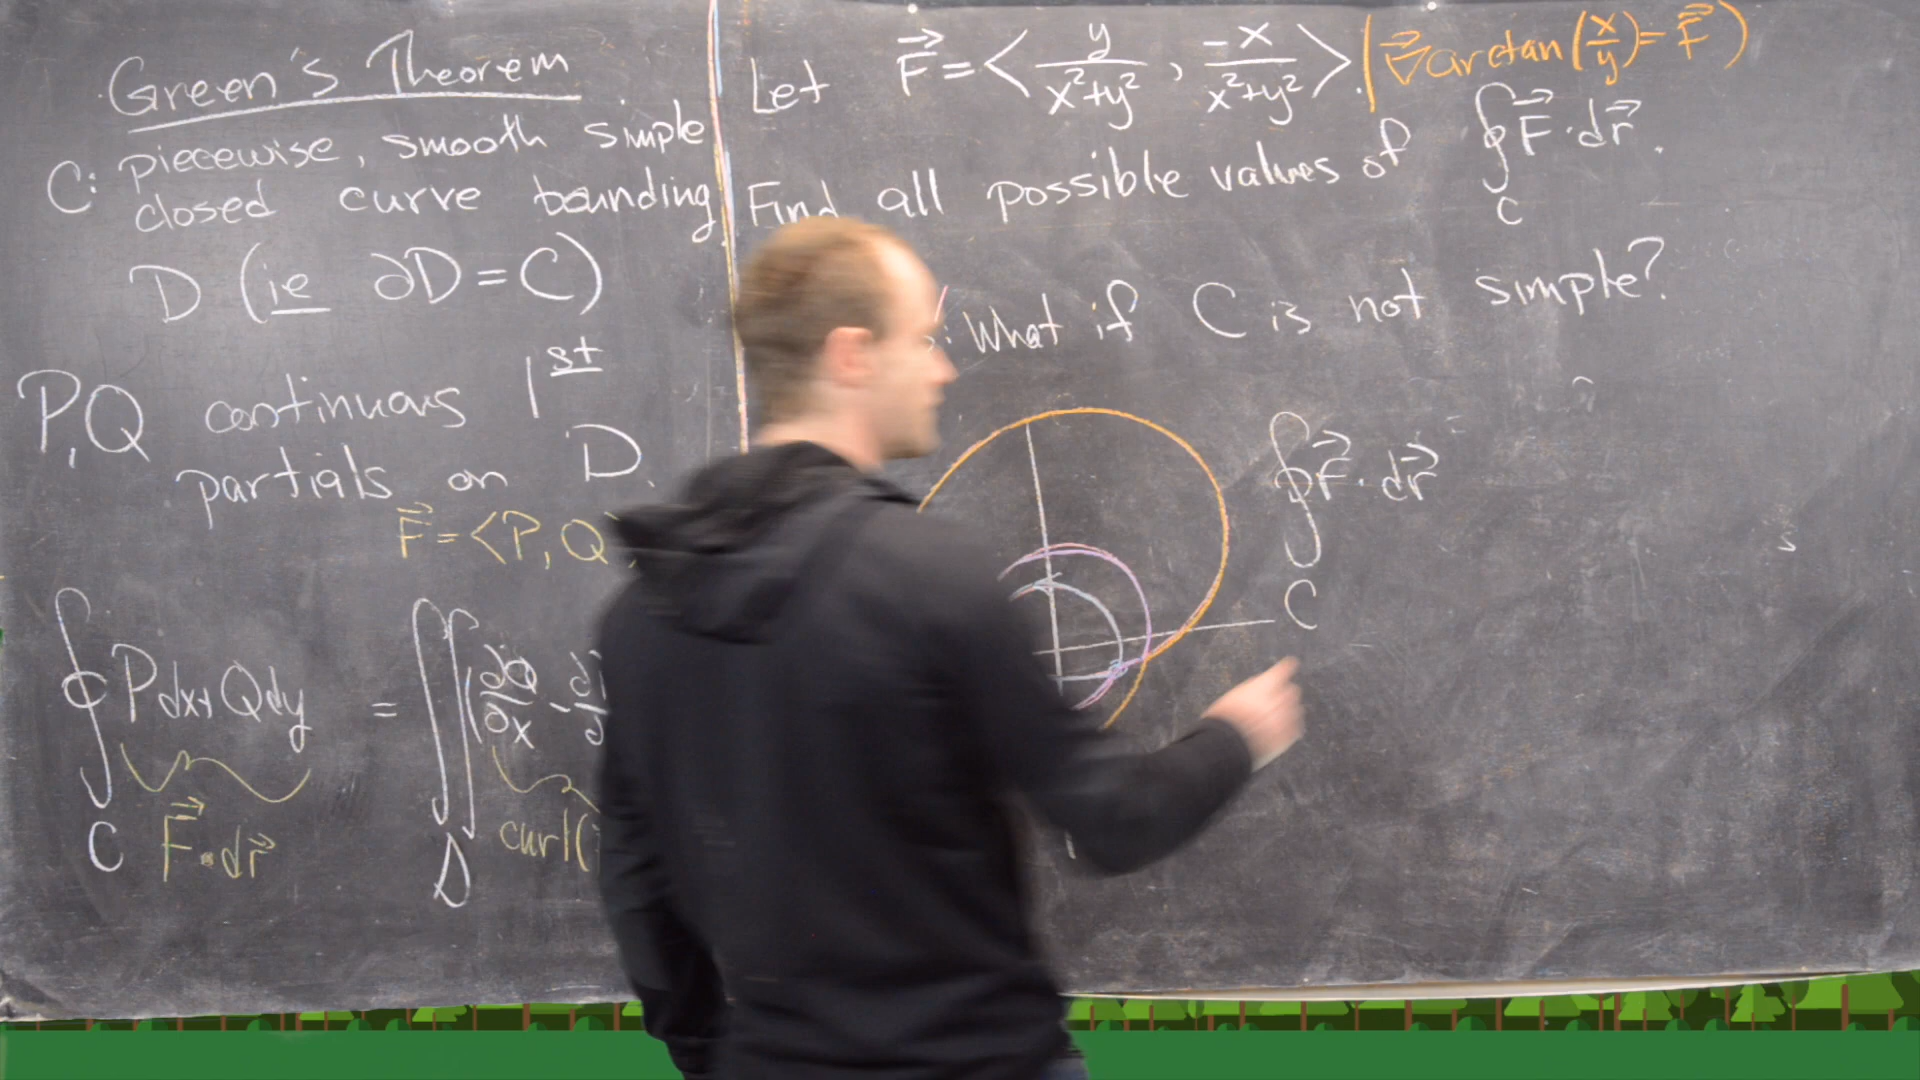 Green's Theorem
C: piecewise, smooth simple
closed curve bounding
D (ie ∂D=C)
P,Q continuous 1st
partials on D.
F⃗ = <P, Q
∮ Pdx+Qdy = ∬ (∂Q/∂x -
C D
F⃗·dr⃗ curl(
Let F⃗ = < y/(x²+y²), -x/(x²+y²) >. (∇⃗ arctan(x/y) = F⃗)
Find all possible values of ∮ F⃗·dr⃗.
C
: What if C is not simple?
∮ F⃗·dr⃗
C